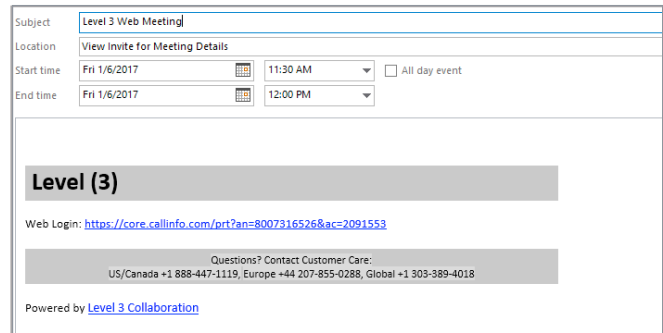 Subject Level 3 Web Meeting
Location View Invite for Meeting Details
Start time Fri 1/6/2017 11:30 AM All day event
End time Fri 1/6/2017 12:00 PM
Level (3)
Web Login: https://core.callinfo.com/prt?an=8007316526&ac=2091553
Questions? Contact Customer Care:
US/Canada +1 888-447-1119, Europe +44 207-855-0288, Global +1 303-389-4018
Powered by Level 3 Collaboration